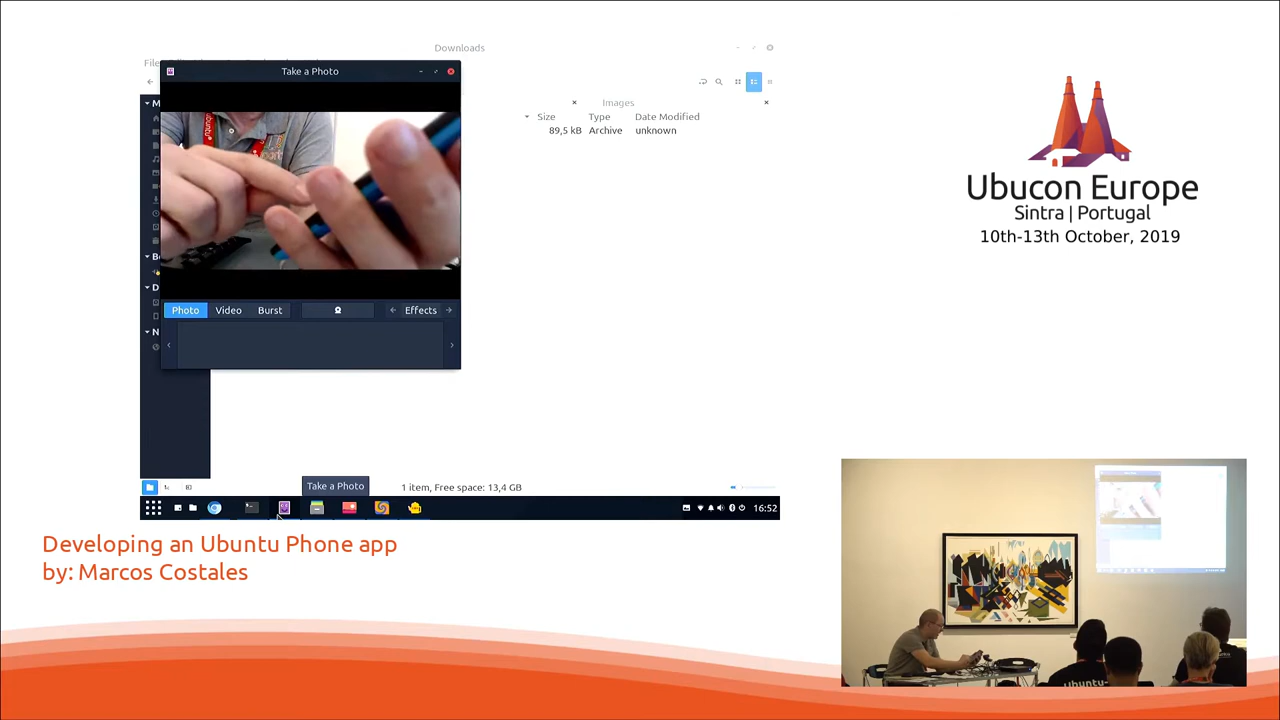 Downloads
File
Take a Photo
Images
Size
Type
Date Modified
89,5 kB
Archive
unknown
Photo
Video
Burst
Effects
Take a Photo
1 item, Free space: 13,4 GB
16:52
Ubucon Europe
Sintra | Portugal
10th-13th October, 2019
Developing an Ubuntu Phone app
by: Marcos Costales